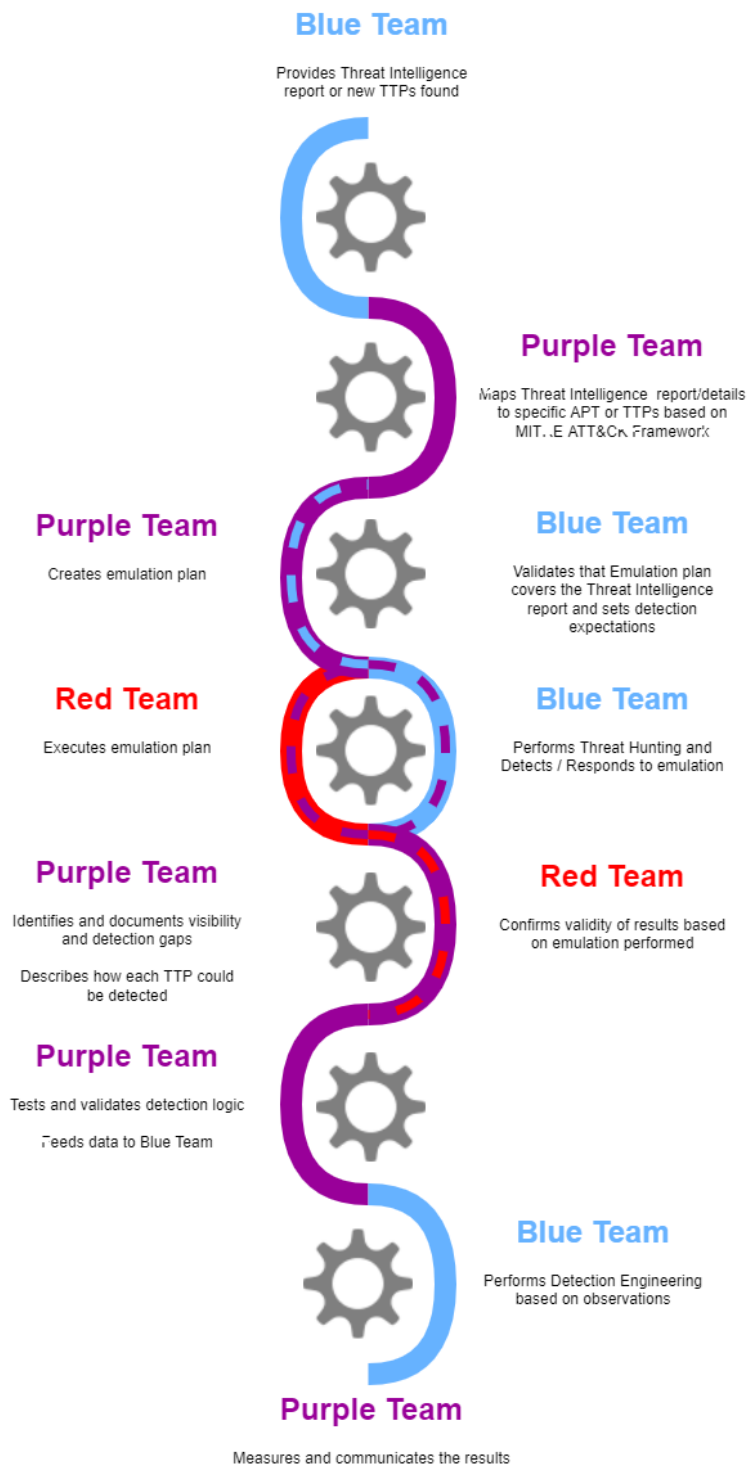 Blue Team
Provides Threat Intelligence
report or new TTPs found
Purple Team
Maps Threat Intelligence report/details
to specific APT or TTPs based on
ATT&CK Framework
Purple Team
Creates emulation plan
Blue Team
Validates that Emulation plan
covers the Threat Intelligence
report and sets detection
expectations
Red Team
Executes emulation plan
Blue Team
Performs Threat Hunting and
Detects / Responds to emulation
Purple Team
Identifies and documents visibility
and detection gaps
Describes how each TTP could
be detected
Red Team
Confirms validity of results based
on emulation performed
Purple Team
Tests and validates detection logic
Feeds data to Blue Team
Blue Team
Performs Detection Engineering
based on observations
Purple Team
Measures and communicates the results